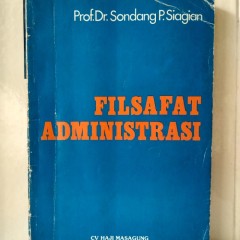 Prof.Dr. Sondang P. Siagian
FILSAFAT
ADMINISTRASI
CV HAJI MASAGUNG